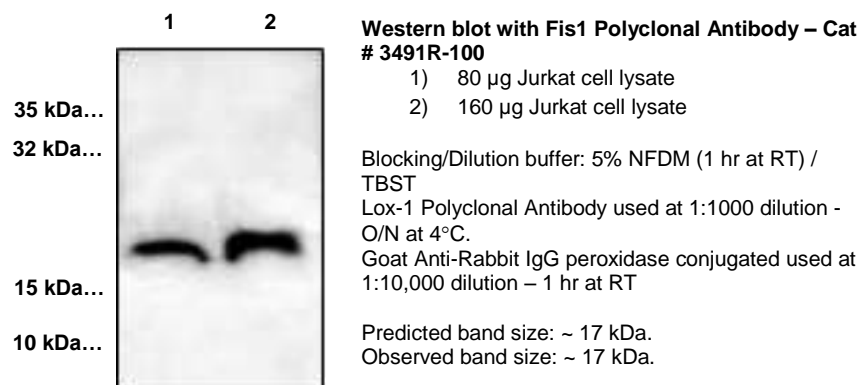 1 2
35 kDa…
32 kDa…
15 kDa…
10 kDa…
Western blot with Fis1 Polyclonal Antibody – Cat
# 3491R-100
1) 80 µg Jurkat cell lysate
2) 160 µg Jurkat cell lysate
Blocking/Dilution buffer: 5% NFDM (1 hr at RT) /
TBST
Lox-1 Polyclonal Antibody used at 1:1000 dilution -
O/N at 4°C.
Goat Anti-Rabbit IgG peroxidase conjugated used at
1:10,000 dilution – 1 hr at RT
Predicted band size: ~ 17 kDa.
Observed band size: ~ 17 kDa.